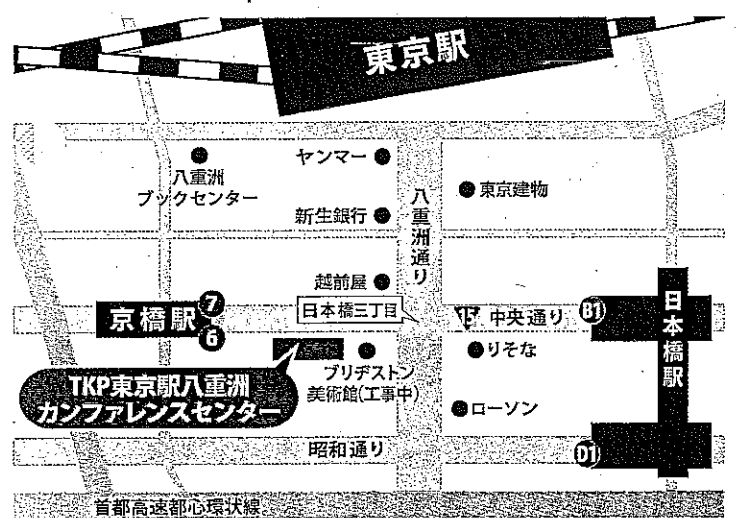 東京駅
ヤンマー
八重洲
ブックセンター
東京建物
新生銀行
八重洲通り
越前屋
日本橋三丁目
京橋駅
7
6
中央通り
B1
日本橋駅
りそな
ブリヂストン
美術館(工事中)
TKP東京駅八重洲
カンファレンスセンター
ローソン
昭和通り
D1
首都高速都心環状線